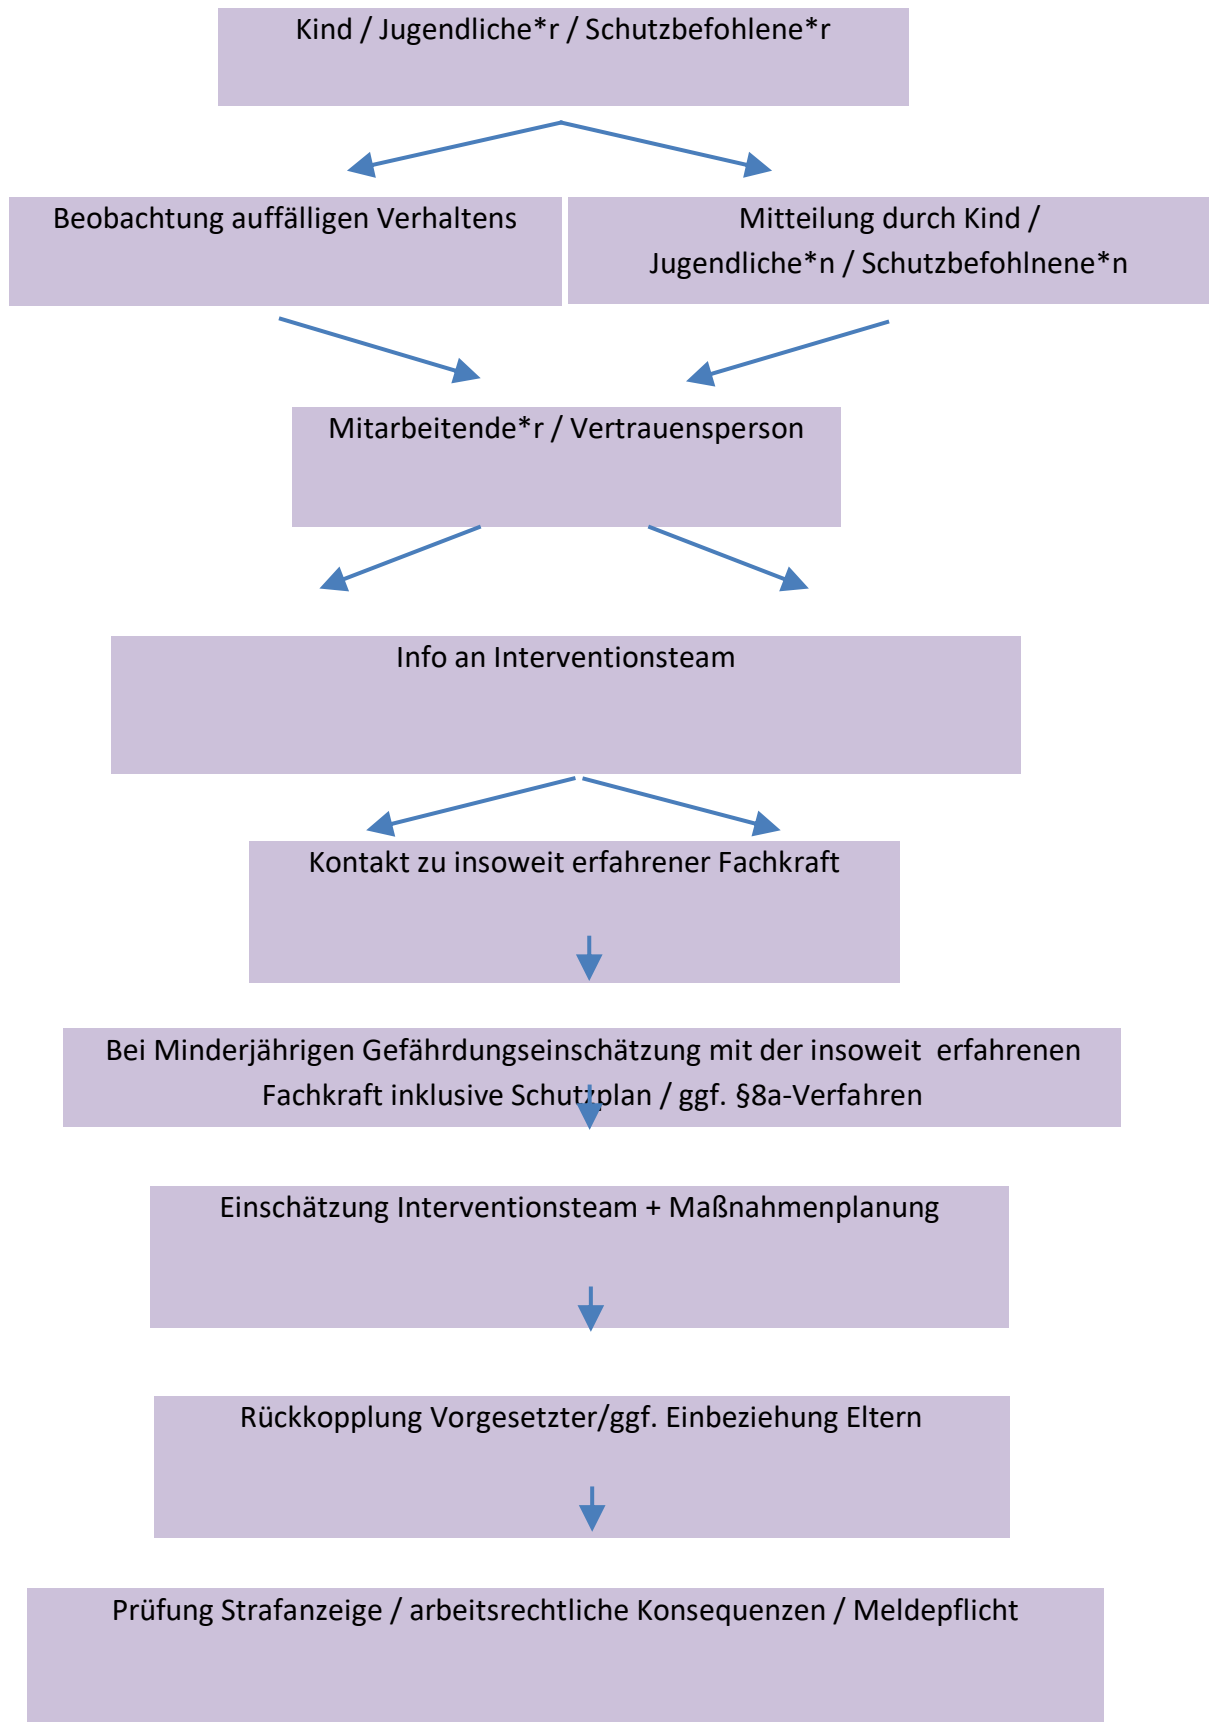 Kind / Jugendliche*r / Schutzbefohlene*r
Beobachtung auffälligen Verhaltens
Mitteilung durch Kind /
Jugendliche*n / Schutzbefohlnene*n
Mitarbeitende*r / Vertrauensperson
Info an Interventionsteam
Kontakt zu insoweit erfahrener Fachkraft
Bei Minderjährigen Gefährdungseinschätzung mit der insoweit erfahrenen
Fachkraft inklusive Schutzplan / ggf. §8a-Verfahren
Einschätzung Interventionsteam + Maßnahmenplanung
Rückkopplung Vorgesetzter/ggf. Einbeziehung Eltern
Prüfung Strafanzeige / arbeitsrechtliche Konsequenzen / Meldepflicht